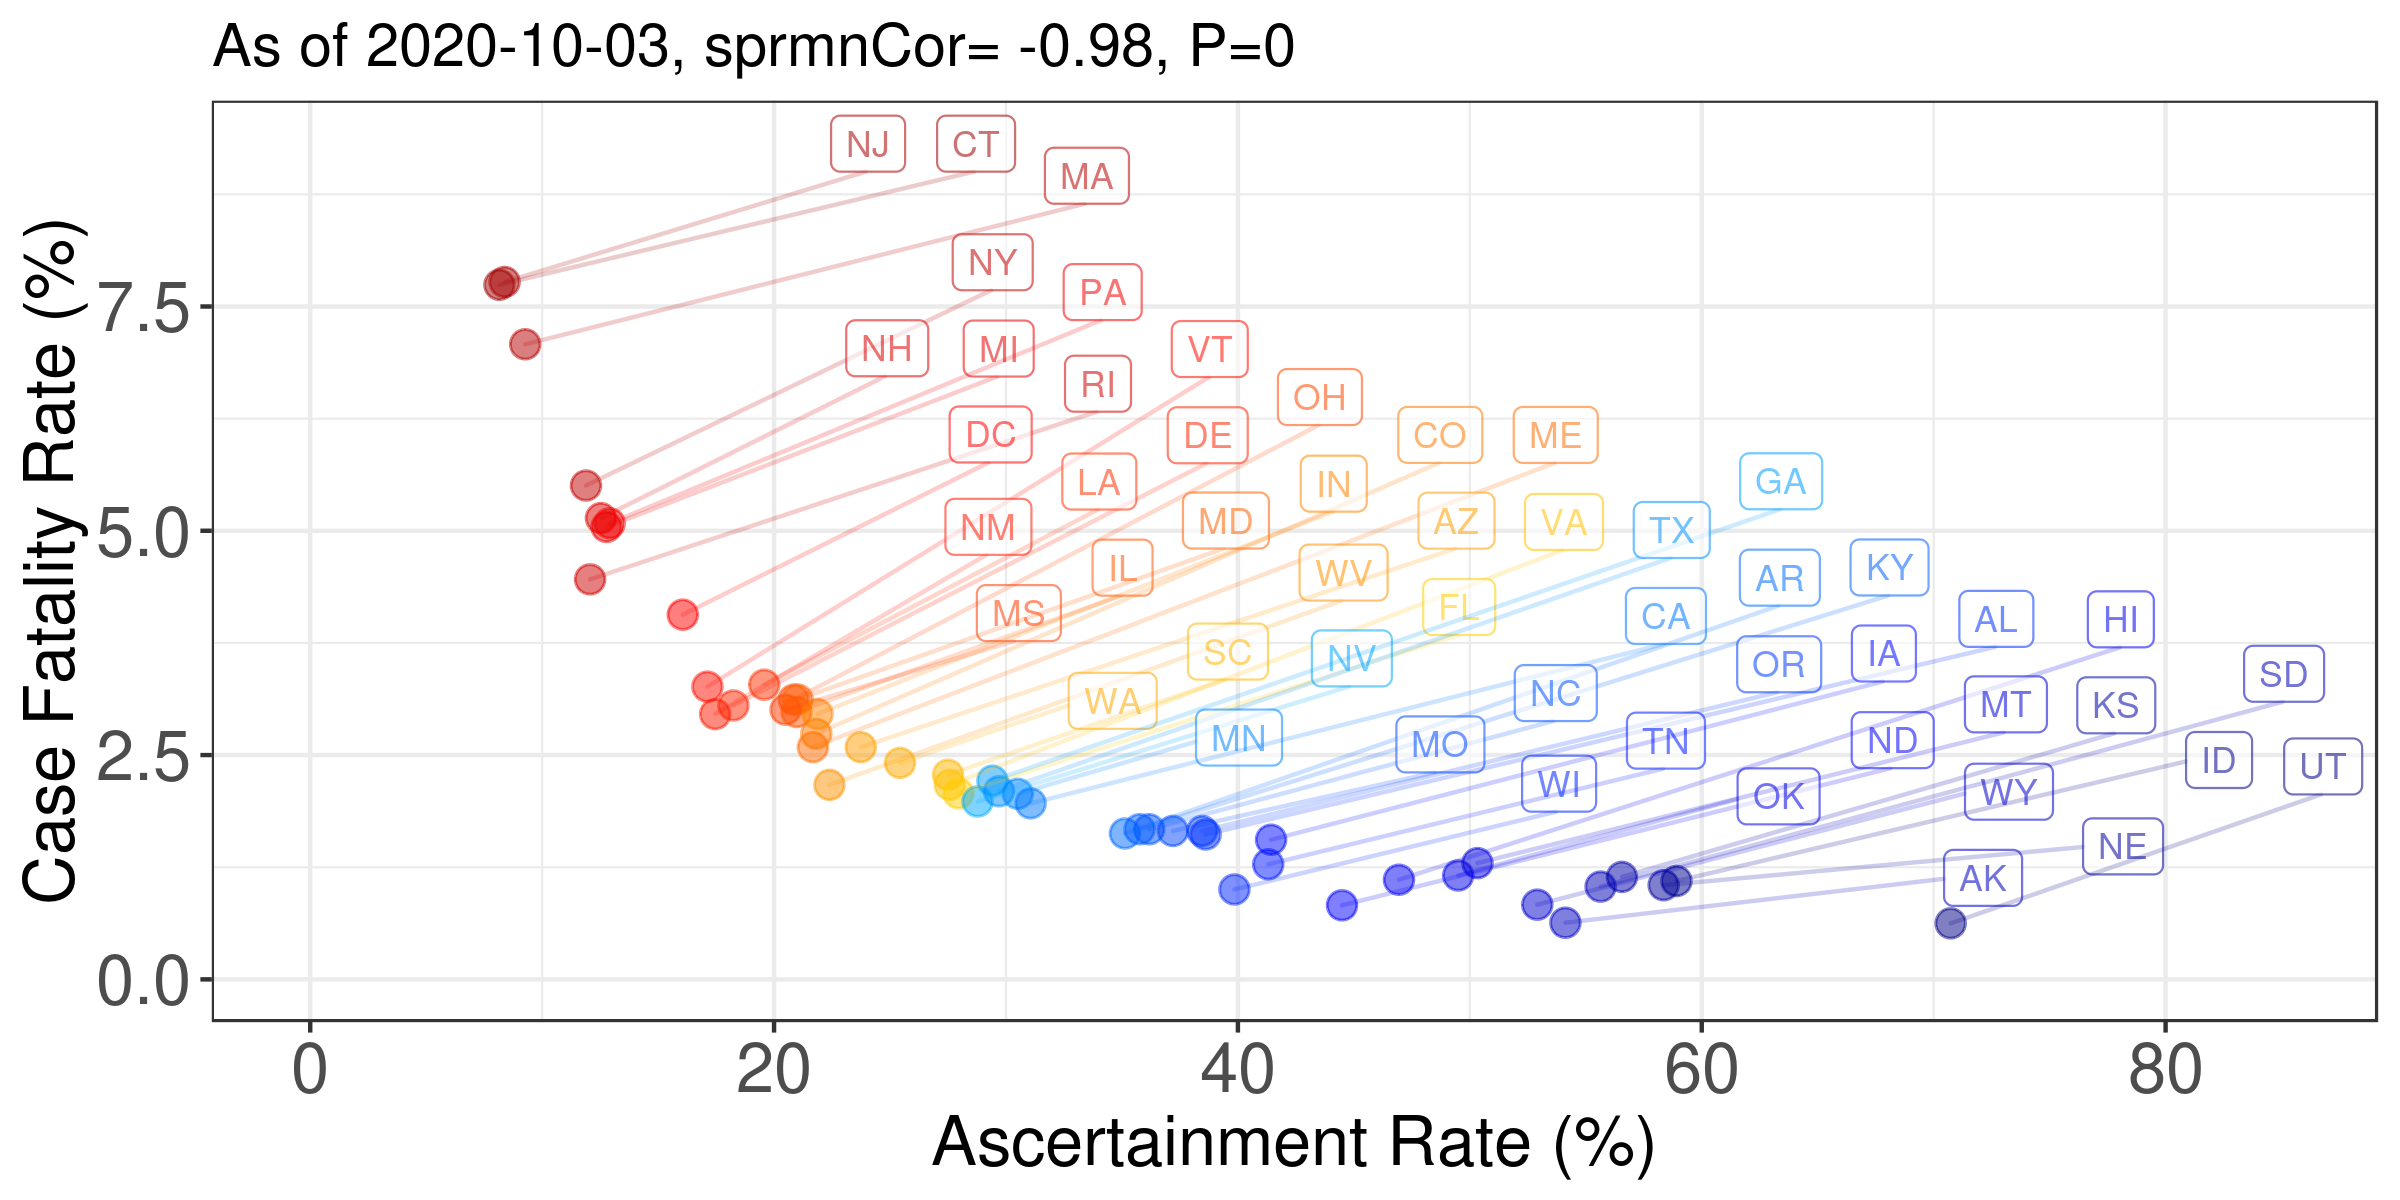 As of 2020-10-03, sprmnCor= -0.98, P=0
Case Fatality Rate (%)
7.5
5.0
2.5
0.0
NJ
CT
MA
NY
PA
NH
MI
VT
RI
OH
DC
DE
CO
ME
LA
IN
GA
NM
MD
AZ
VA
TX
IL
WV
AR
KY
MS
FL
CA
AL
HI
SC
NV
OR
IA
SD
WA
NC
MT
KS
MN
MO
TN
ND
ID
UT
WI
OK
WY
NE
AK
0
20
40
60
80
Ascertainment Rate (%)